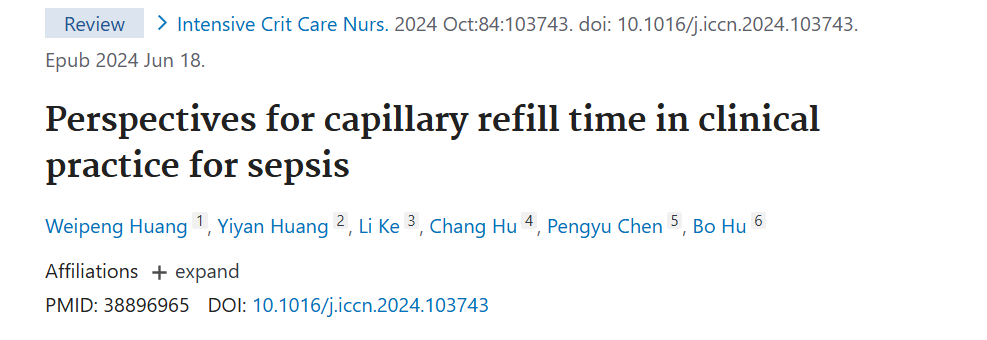 Review > Intensive Crit Care Nurs. 2024 Oct:84:103743. doi: 10.1016/j.iccn.2024.103743.
Epub 2024 Jun 18.
Perspectives for capillary refill time in clinical
practice for sepsis
Weipeng Huang 1, Yiyan Huang 2, Li Ke 3, Chang Hu 4, Pengyu Chen 5, Bo Hu 6
Affiliations + expand
PMID: 38896965 DOI: 10.1016/j.iccn.2024.103743